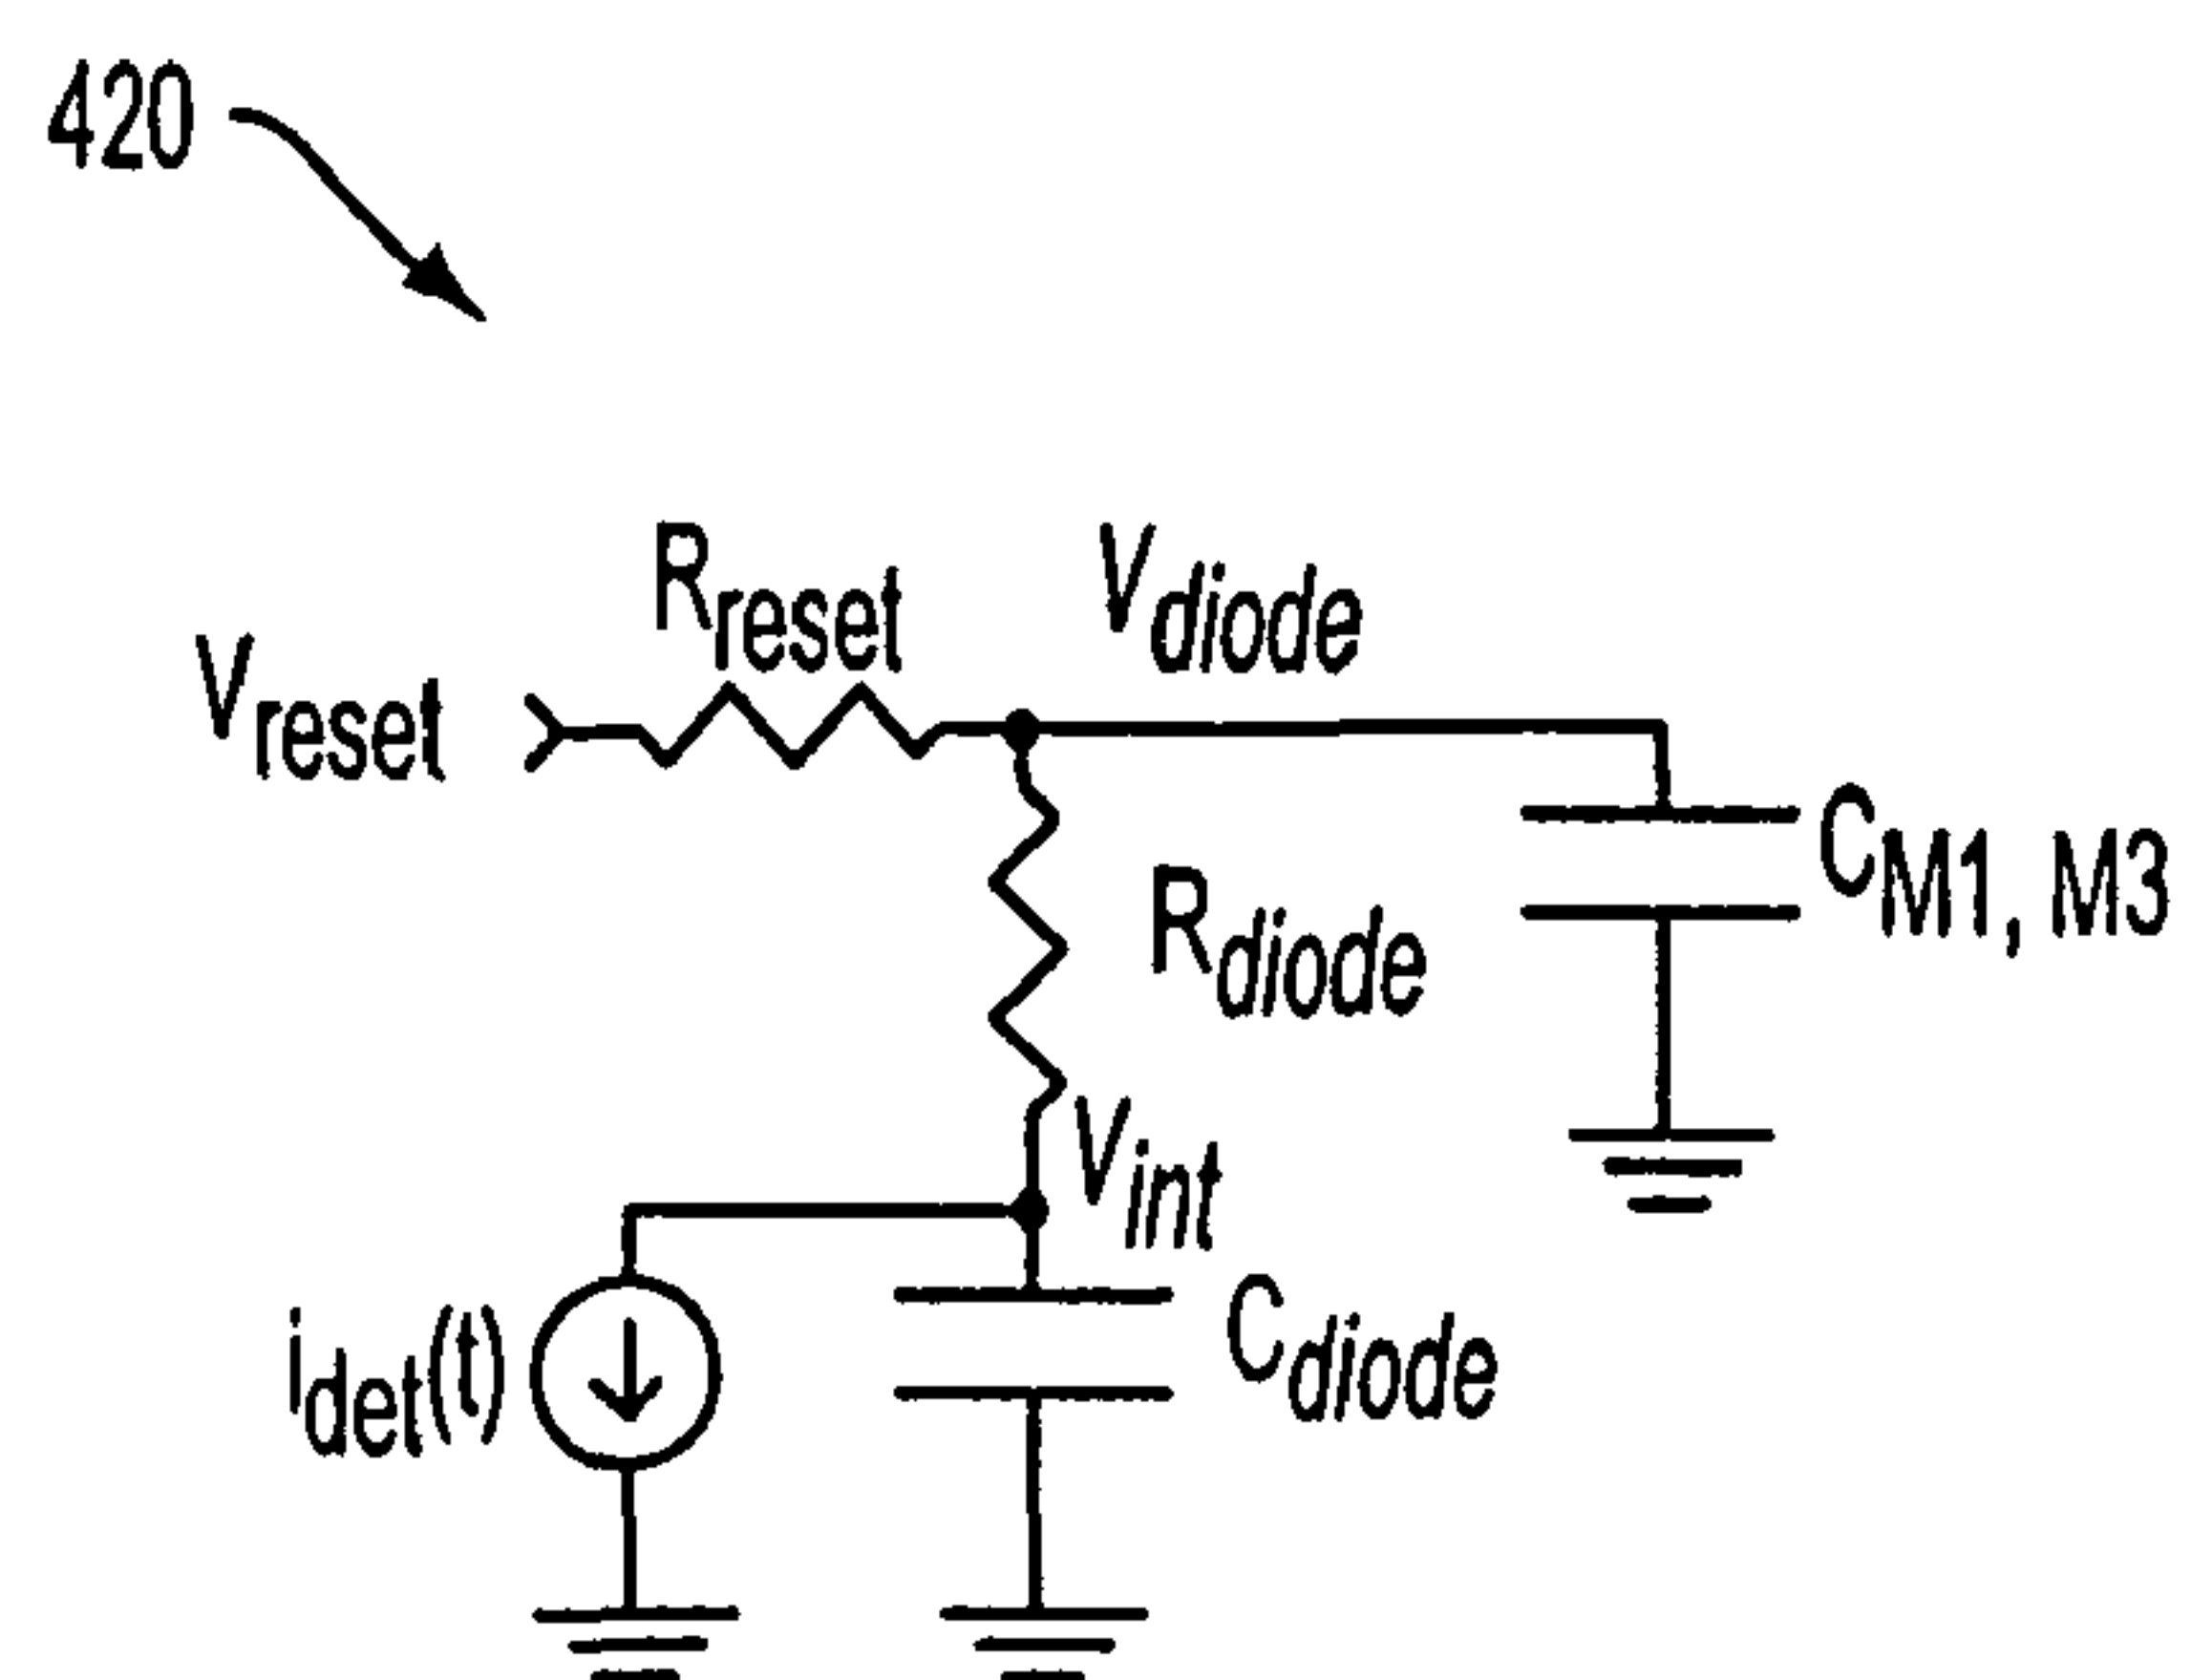 420
Rreset
Vdiode
Vreset
CM1, M3
Rdiode
Vint
idet(t)
Cdiode